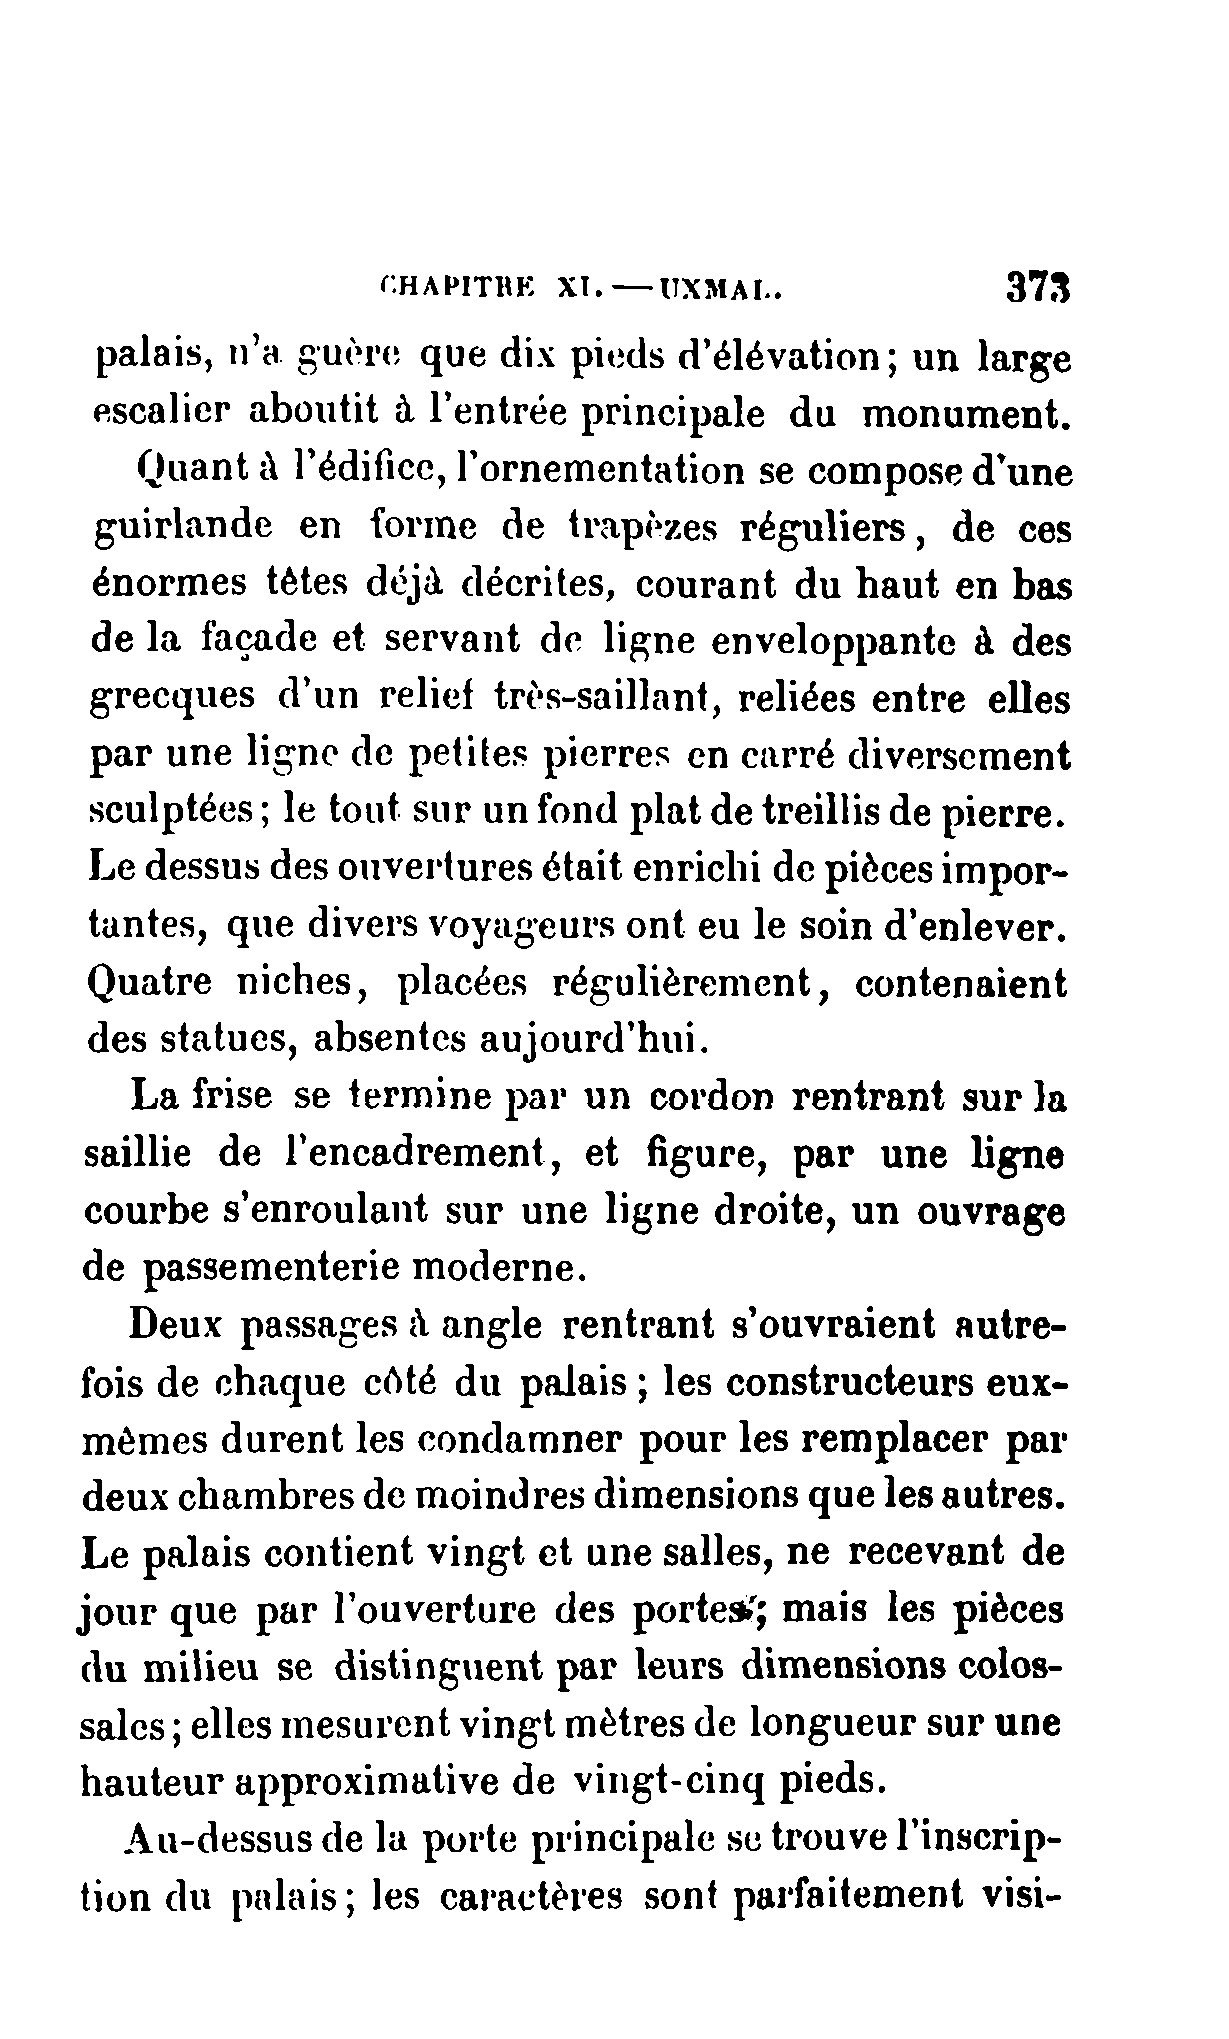 CHAPITRE XI. — UXMAL. 373
palais, n'a guère que dix pieds d'élévation; un large
escalier aboutit à l'entrée principale du monument.
Quant à l'édifice, l'ornementation se compose d'une
guirlande en forme de trapèzes réguliers, de ces
énormes têtes déjà décrites, courant du haut en bas
de la façade et servant de ligne enveloppante à des
grecques d'un relief très-saillant, reliées entre elles
par une ligne de petites pierres en carré diversement
sculptées; le tout sur un fond plat de treillis de pierre.
Le dessus des ouvertures était enrichi de pièces impor-
tantes, que divers voyageurs ont eu le soin d'enlever.
Quatre niches, placées régulièrement, contenaient
des statues, absentes aujourd'hui.
La frise se termine par un cordon rentrant sur la
saillie de l'encadrement, et figure, par une ligne
courbe s'enroulant sur une ligne droite, un ouvrage
de passementerie moderne.
Deux passages à angle rentrant s'ouvraient autre-
fois de chaque côté du palais; les constructeurs eux-
mêmes durent les condamner pour les remplacer par
deux chambres de moindres dimensions que les autres.
Le palais contient vingt et une salles, ne recevant de
jour que par l'ouverture des portes; mais les pièces
du milieu se distinguent par leurs dimensions colos-
sales; elles mesurent vingt mètres de longueur sur une
hauteur approximative de vingt-cinq pieds.
Au-dessus de la porte principale se trouve l'inscrip-
tion du palais; les caractères sont parfaitement visi-